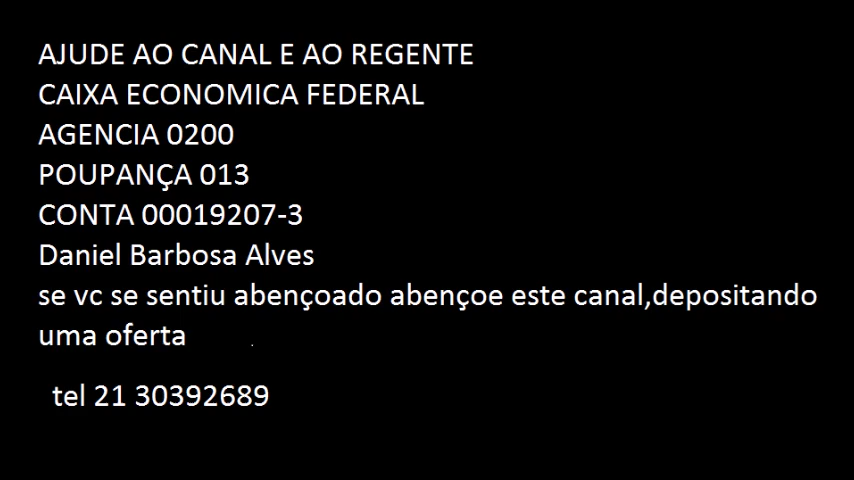 AJUDE AO CANAL E AO REGENTE
CAIXA ECONOMICA FEDERAL
AGENCIA 0200
POUPANÇA 013
CONTA 00019207-3
Daniel Barbosa Alves
se vc se sentiu abençoado abençoe este canal,depositando
uma oferta .
tel 21 30392689